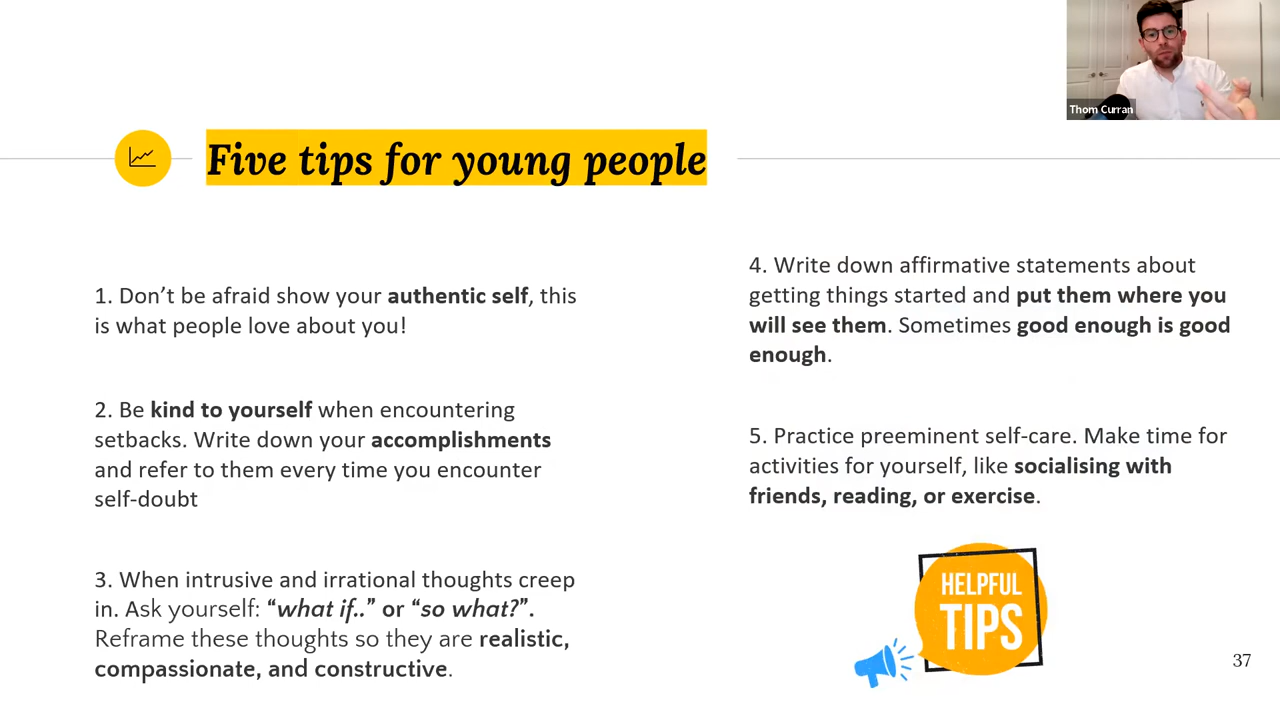 Thom Curran
Five tips for young people
1. Don’t be afraid show your authentic self, this
is what people love about you!
2. Be kind to yourself when encountering
setbacks. Write down your accomplishments
and refer to them every time you encounter
self-doubt
3. When intrusive and irrational thoughts creep
in. Ask yourself: “what if..” or “so what?”.
Reframe these thoughts so they are realistic,
compassionate, and constructive.
4. Write down affirmative statements about
getting things started and put them where you
will see them. Sometimes good enough is good
enough.
5. Practice preeminent self-care. Make time for
activities for yourself, like socialising with
friends, reading, or exercise.
HELPFUL
TIPS
37